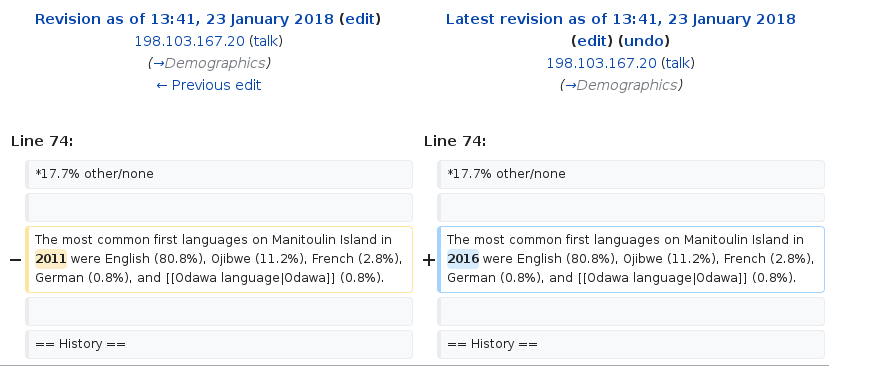 Revision as of 13:41, 23 January 2018 (edit)
198.103.167.20 (talk)
(→Demographics)
← Previous edit
Latest revision as of 13:41, 23 January 2018
(edit) (undo)
198.103.167.20 (talk)
(→Demographics)
Line 74:
Line 74:
*17.7% other/none
*17.7% other/none
− The most common first languages on Manitoulin Island in
2011 were English (80.8%), Ojibwe (11.2%), French (2.8%),
German (0.8%), and [[Odawa language|Odawa]] (0.8%).
+ The most common first languages on Manitoulin Island in
2016 were English (80.8%), Ojibwe (11.2%), French (2.8%),
German (0.8%), and [[Odawa language|Odawa]] (0.8%).
== History ==
== History ==